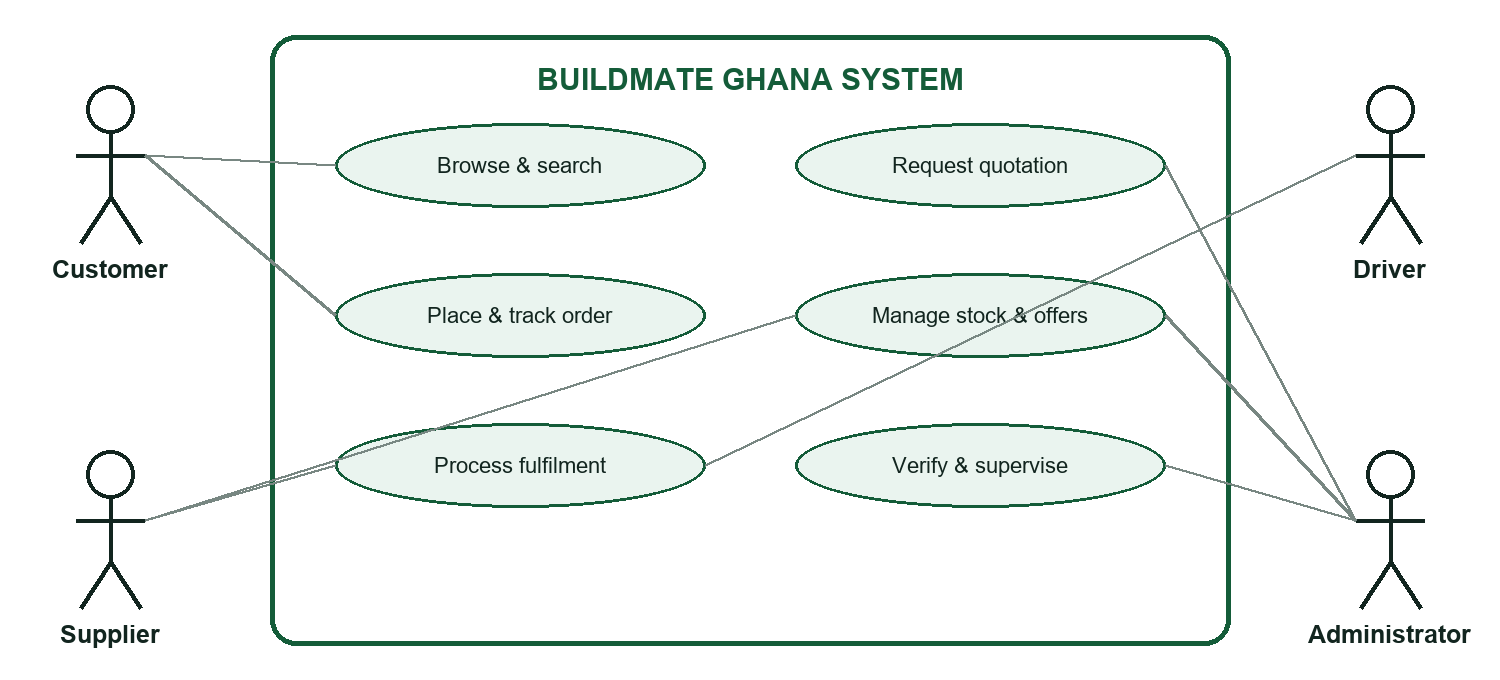 BUILDMATE GHANA SYSTEM
Browse & search
Request quotation
Customer
Driver
Place & track order
Manage stock & offers
Process fulfilment
Verify & supervise
Supplier
Administrator